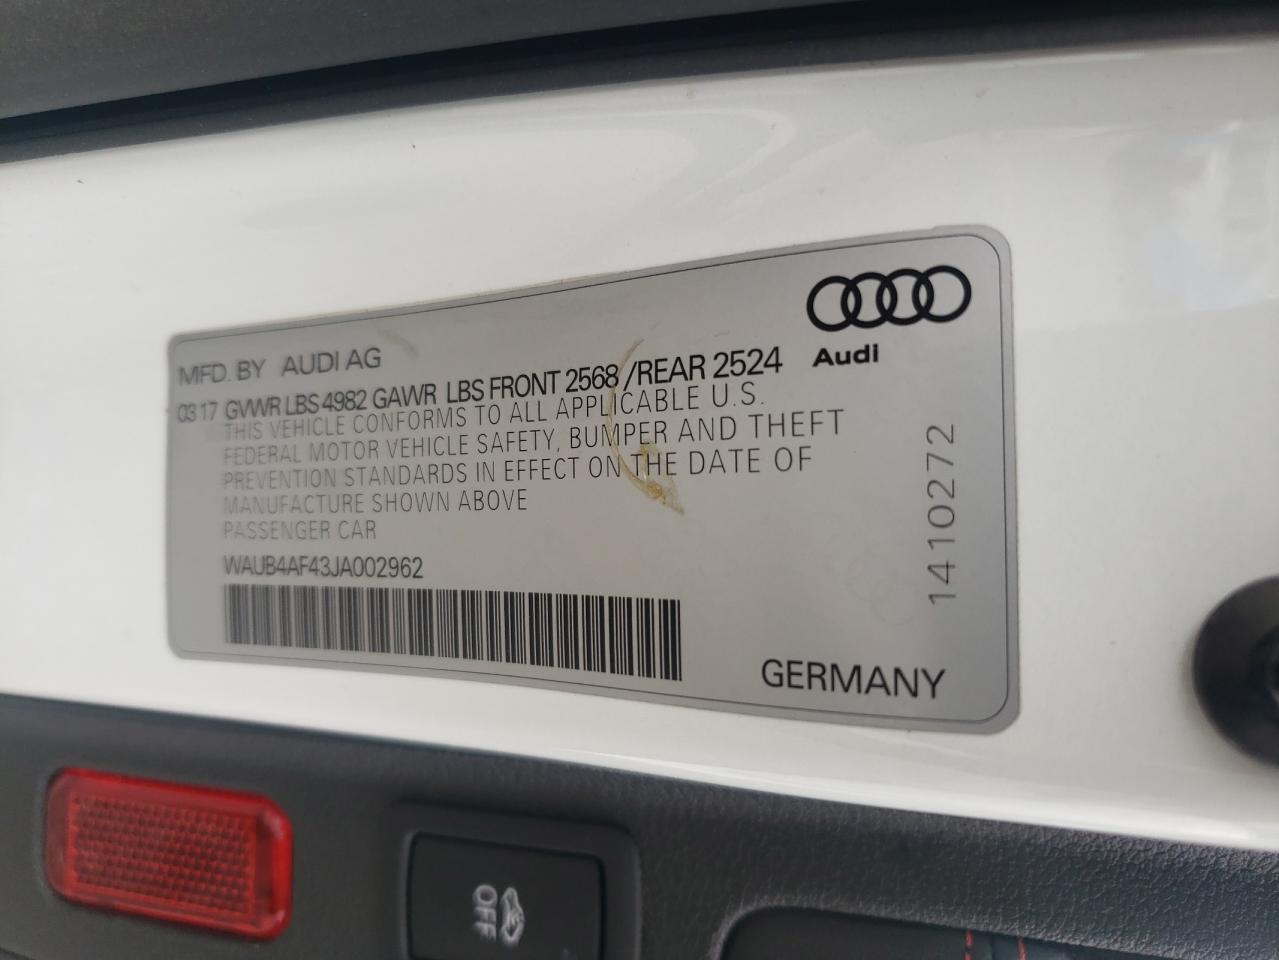 Audi
MFD. BY AUDI AG
03 17 GVWR LBS 4982 GAWR LBS FRONT 2568 /REAR 2524
THIS VEHICLE CONFORMS TO ALL APPLICABLE U.S.
FEDERAL MOTOR VEHICLE SAFETY, BUMPER AND THEFT
PREVENTION STANDARDS IN EFFECT ON THE DATE OF
MANUFACTURE SHOWN ABOVE
PASSENGER CAR
WAUB4AF43JA002962
14102272
GERMANY
OFF